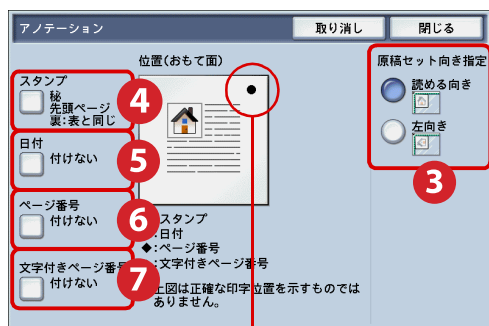 アノテーション
取り消し
閉じる
位置(おもて面)
原稿セット向き指定
読める向き
左向き
3
スタンプ
秘
先頭ページ
裏:表と同じ
4
日付
付けない
5
ページ番号
付けない
6
文字付きページ番号
付けない
7
スタンプ
:日付
◆:ページ番号
:文字付きページ番号
上図は正確な印字位置を示すものでは
ありません。